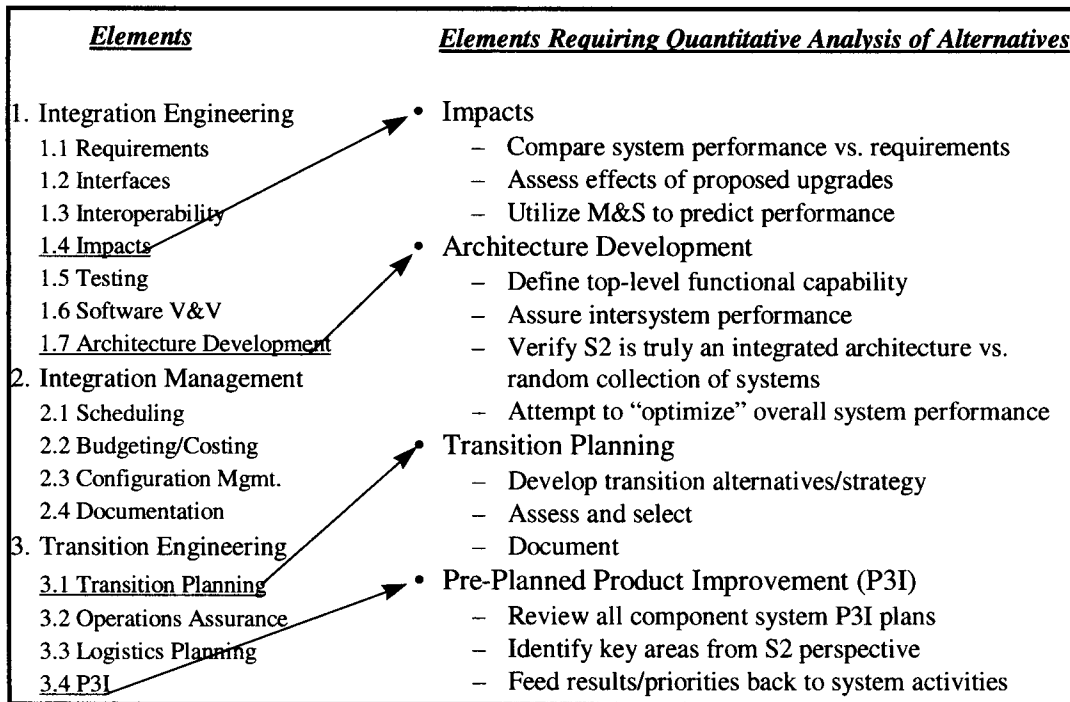 Elements
1. Integration Engineering
1.1 Requirements
1.2 Interfaces
1.3 Interoperability
1.4 Impacts
1.5 Testing
1.6 Software V&V
1.7 Architecture Development
2. Integration Management
2.1 Scheduling
2.2 Budgeting/Costing
2.3 Configuration Mgmt.
2.4 Documentation
3. Transition Engineering
3.1 Transition Planning
3.2 Operations Assurance
3.3 Logistics Planning
3.4 P3I
Elements Requiring Quantitative Analysis of Alternatives
• Impacts
– Compare system performance vs. requirements
– Assess effects of proposed upgrades
– Utilize M&S to predict performance
• Architecture Development
– Define top-level functional capability
– Assure intersystem performance
– Verify S2 is truly an integrated architecture vs.
random collection of systems
– Attempt to “optimize” overall system performance
• Transition Planning
– Develop transition alternatives/strategy
– Assess and select
– Document
• Pre-Planned Product Improvement (P3I)
– Review all component system P3I plans
– Identify key areas from S2 perspective
– Feed results/priorities back to system activities